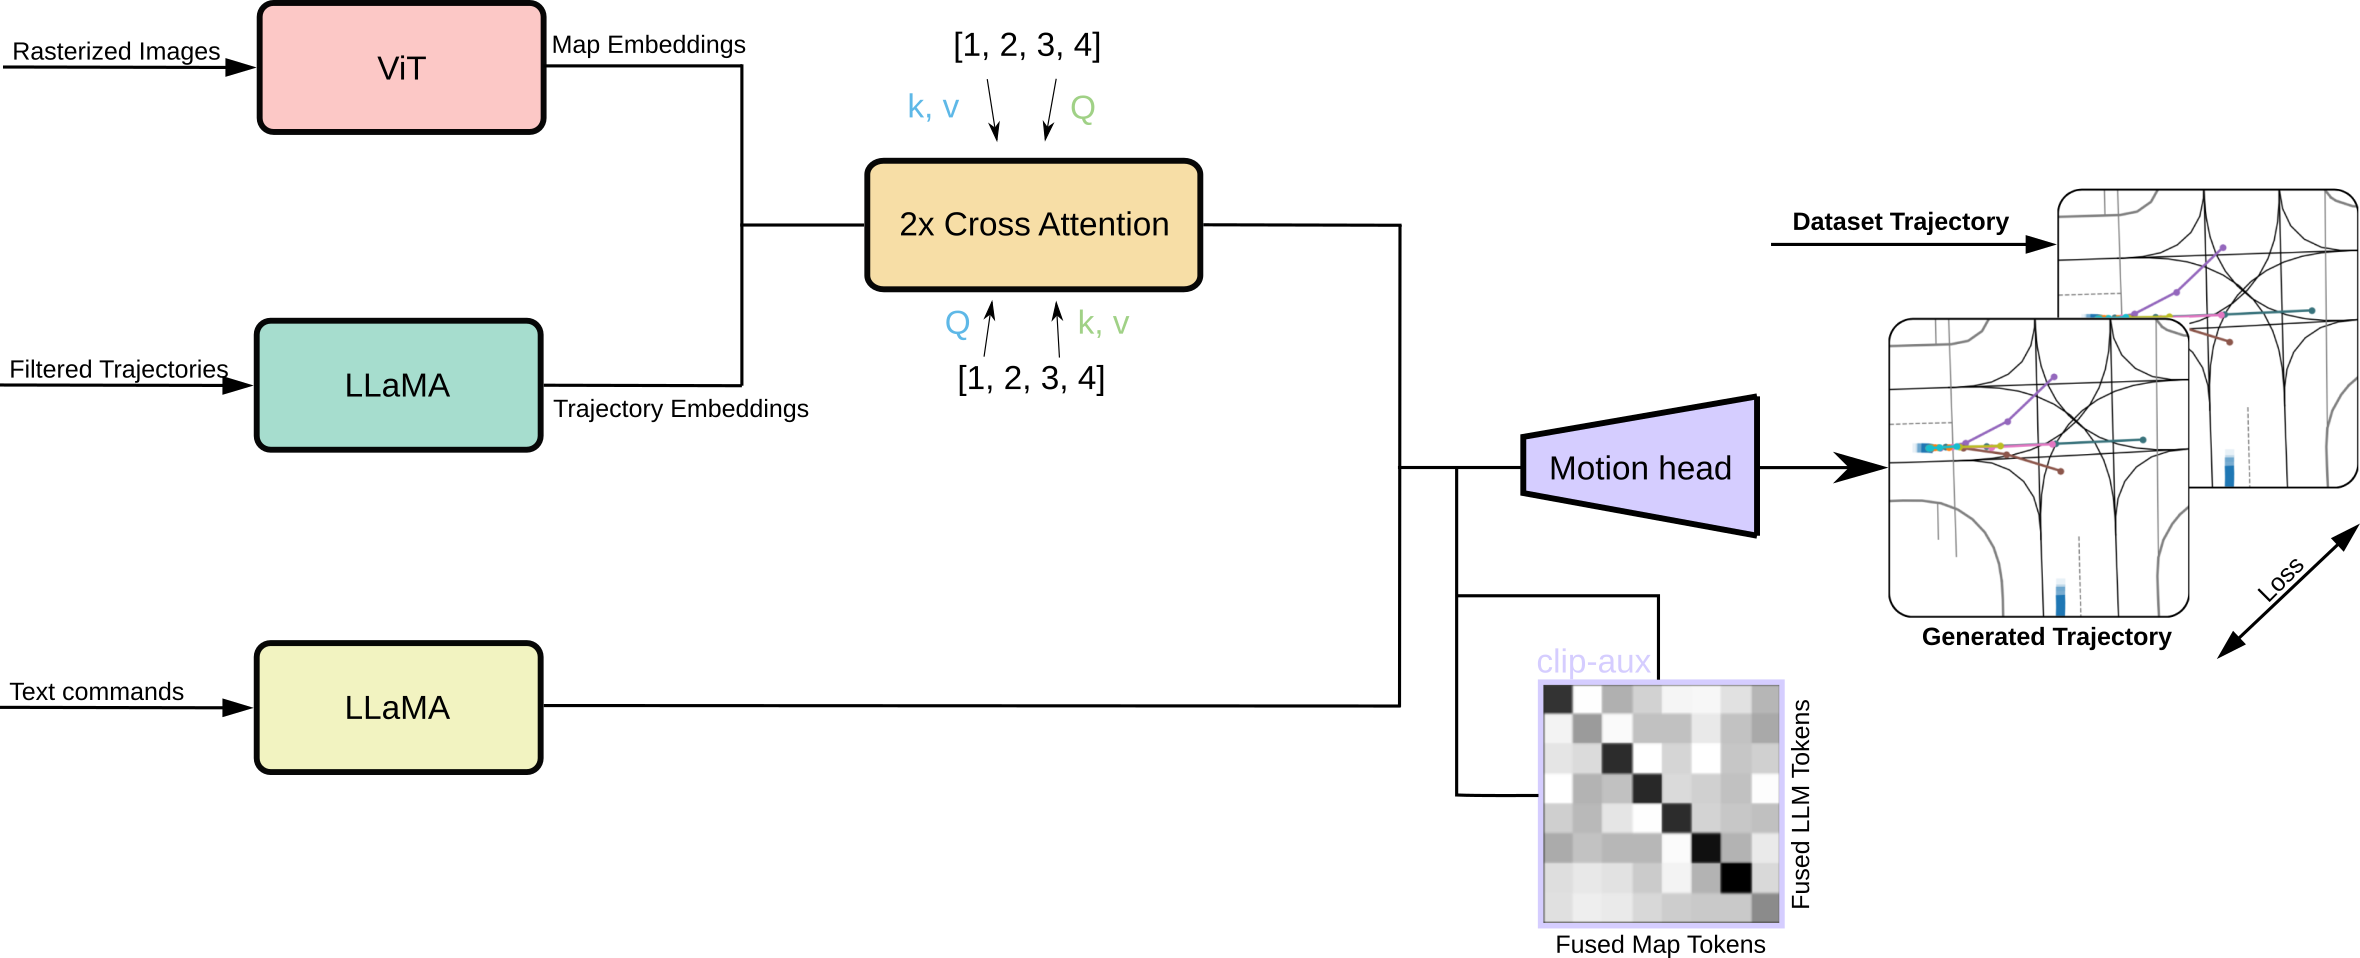 Rasterized Images
ViT
Map Embeddings
[1, 2, 3, 4]
k, v
Q
2x Cross Attention
Q
k, v
[1, 2, 3, 4]
Filtered Trajectories
LLaMA
Trajectory Embeddings
Text commands
LLaMA
Motion head
Dataset Trajectory
Generated Trajectory
Loss
clip-aux
Fused LLM Tokens
Fused Map Tokens